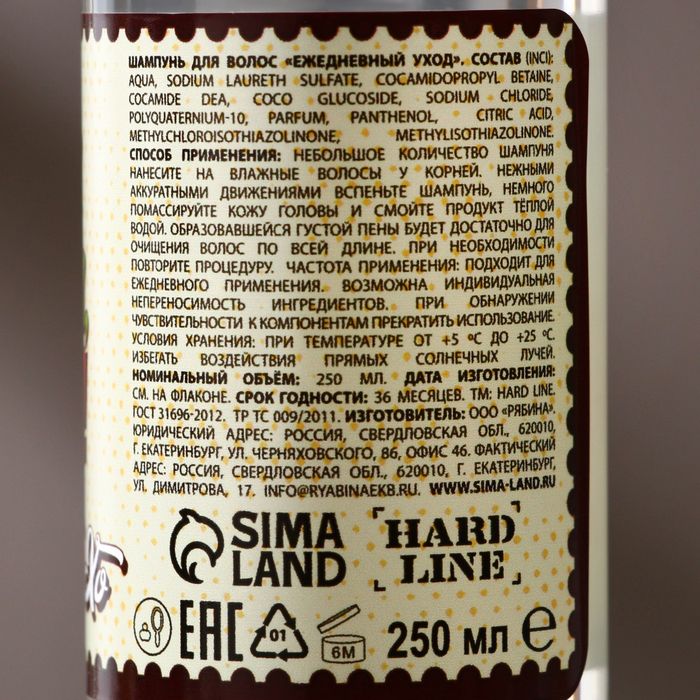 ШАМПУНЬ ДЛЯ ВОЛОС «ЕЖЕДНЕВНЫЙ УХОД». СОСТАВ (INCI):
AQUA, SODIUM LAURETH SULFATE, COCAMIDOPROPYL BETAINE,
COCAMIDE DEA, COCO GLUCOSIDE, SODIUM CHLORIDE,
POLYQUATERNIUM-10, PARFUM, PANTHENOL, CITRIC ACID,
METHYLCHLOROISOTHIAZOLINONE, METHYLISOTHIAZOLINONE.
СПОСОБ ПРИМЕНЕНИЯ: НЕБОЛЬШОЕ КОЛИЧЕСТВО ШАМПУНЯ
НАНЕСИТЕ НА ВЛАЖНЫЕ ВОЛОСЫ У КОРНЕЙ. НЕЖНЫМИ
АККУРАТНЫМИ ДВИЖЕНИЯМИ ВСПЕНЬТЕ ШАМПУНЬ, НЕМНОГО
ПОМАССИРУЙТЕ КОЖУ ГОЛОВЫ И СМОЙТЕ ПРОДУКТ ТЁПЛОЙ
ВОДОЙ. ОБРАЗОВАВШЕЙСЯ ГУСТОЙ ПЕНЫ БУДЕТ ДОСТАТОЧНО ДЛЯ
ОЧИЩЕНИЯ ВОЛОС ПО ВСЕЙ ДЛИНЕ. ПРИ НЕОБХОДИМОСТИ
ПОВТОРИТЕ ПРОЦЕДУРУ. ЧАСТОТА ПРИМЕНЕНИЯ: ПОДХОДИТ ДЛЯ
ЕЖЕДНЕВНОГО ПРИМЕНЕНИЯ. ВОЗМОЖНА ИНДИВИДУАЛЬНАЯ
НЕПЕРЕНОСИМОСТЬ ИНГРЕДИЕНТОВ. ПРИ ОБНАРУЖЕНИИ
ЧУВСТВИТЕЛЬНОСТИ К КОМПОНЕНТАМ ПРЕКРАТИТЬ ИСПОЛЬЗОВАНИЕ.
УСЛОВИЯ ХРАНЕНИЯ: ПРИ ТЕМПЕРАТУРЕ ОТ +5 ºС ДО +25 ºС.
ИЗБЕГАТЬ ВОЗДЕЙСТВИЯ ПРЯМЫХ СОЛНЕЧНЫХ ЛУЧЕЙ.
НОМИНАЛЬНЫЙ ОБЪЁМ: 250 МЛ. ДАТА ИЗГОТОВЛЕНИЯ:
СМ. НА ФЛАКОНЕ. СРОК ГОДНОСТИ: 36 МЕСЯЦЕВ. ТМ: HARD LINE.
ГОСТ 31696-2012. ТР ТС 009/2011. ИЗГОТОВИТЕЛЬ: ООО «РЯБИНА».
ЮРИДИЧЕСКИЙ АДРЕС: РОССИЯ, СВЕРДЛОВСКАЯ ОБЛ., 620010,
Г. ЕКАТЕРИНБУРГ, УЛ. ЧЕРНЯХОВСКОГО, 86, ОФИС 46. ФАКТИЧЕСКИЙ
АДРЕС: РОССИЯ, СВЕРДЛОВСКАЯ ОБЛ., 620010, Г. ЕКАТЕРИНБУРГ,
УЛ. ДИМИТРОВА, 17. INFO@RYABINAEKB.RU. WWW.SIMA-LAND.RU
SIMA LAND
HARD LINE
EAC 01 6M 250 мл ℮